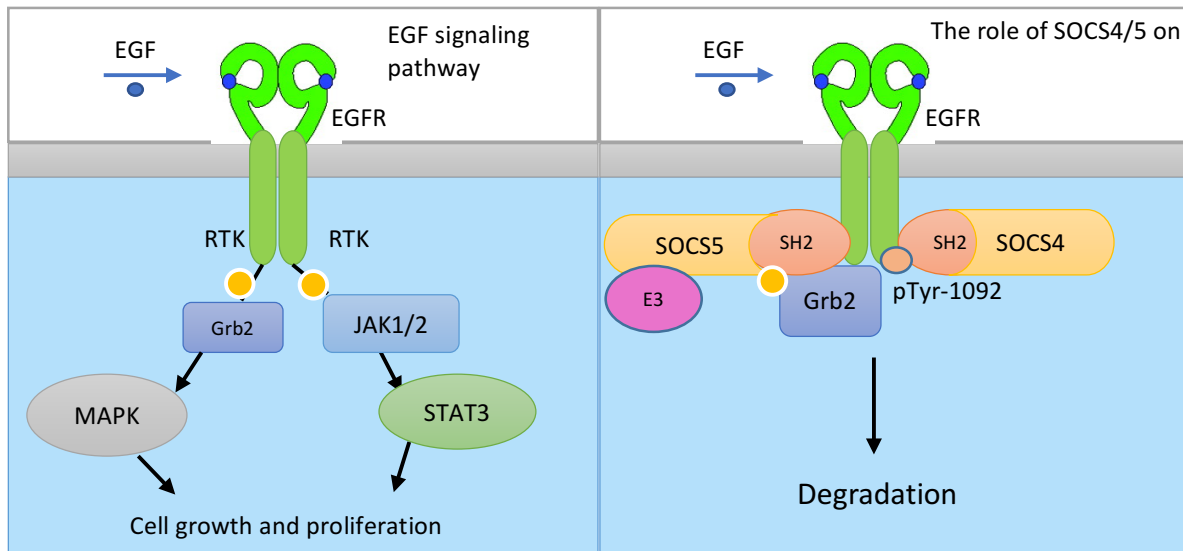 EGF
EGF signaling
pathway
EGFR
RTK
RTK
Grb2
JAK1/2
MAPK
STAT3
Cell growth and proliferation
EGF
The role of SOCS4/5 on
EGFR
SOCS5
SH2
SH2
SOCS4
E3
Grb2
pTyr-1092
Degradation